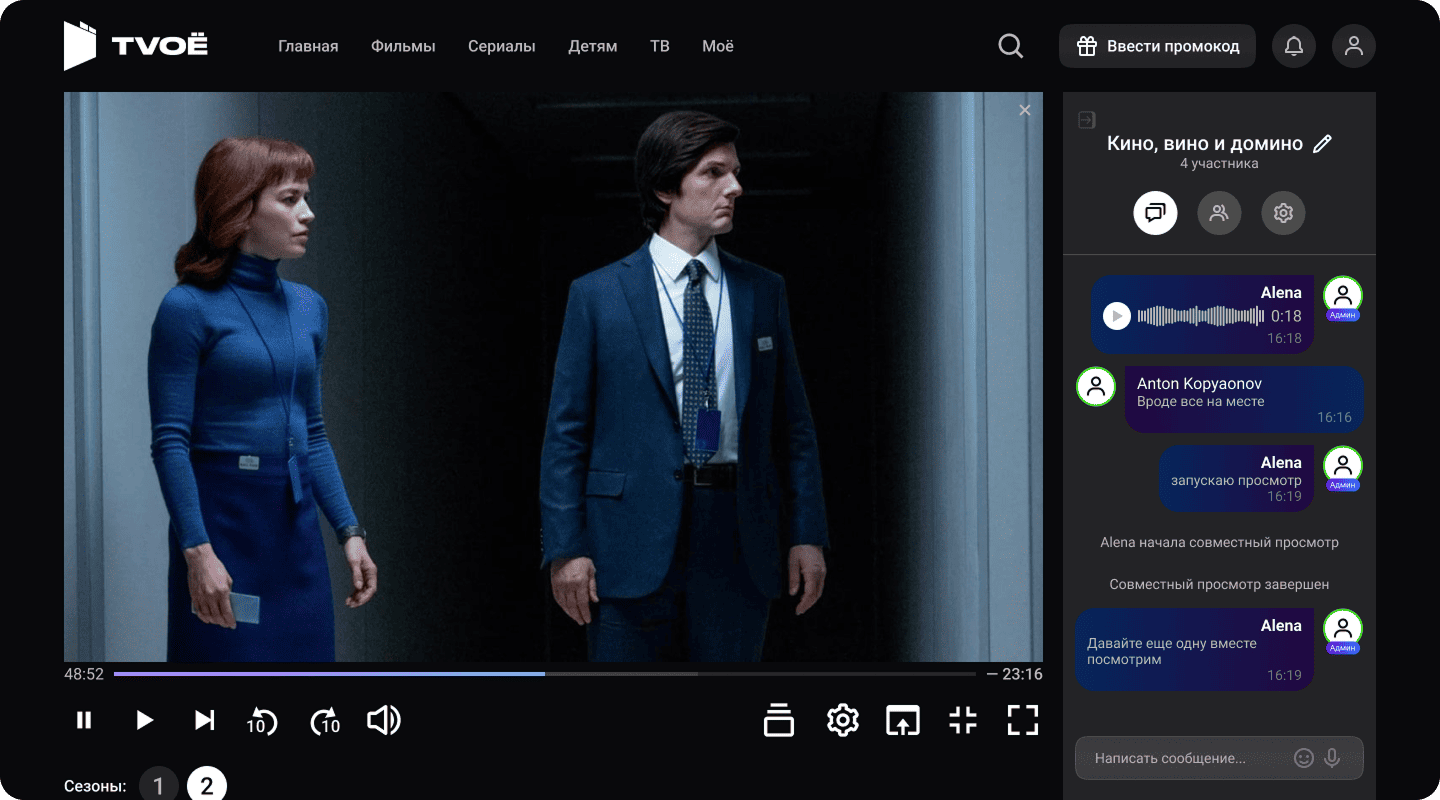 TVOЁ
Главная
Фильмы
Сериалы
Детям
ТВ
Моё
Ввести промокод
Кино, вино и домино
4 участника
Alena
0:18
16:18
Админ
Anton Kopyaonov
Вроде все на месте
16:16
Alena
запускаю просмотр
16:19
Админ
Alena начала совместный просмотр
Совместный просмотр завершен
Alena
Давайте еще одну вместе
посмотрим
16:19
Админ
48:52
— 23:16
10
10
Написать сообщение...
Сезоны:
1
2